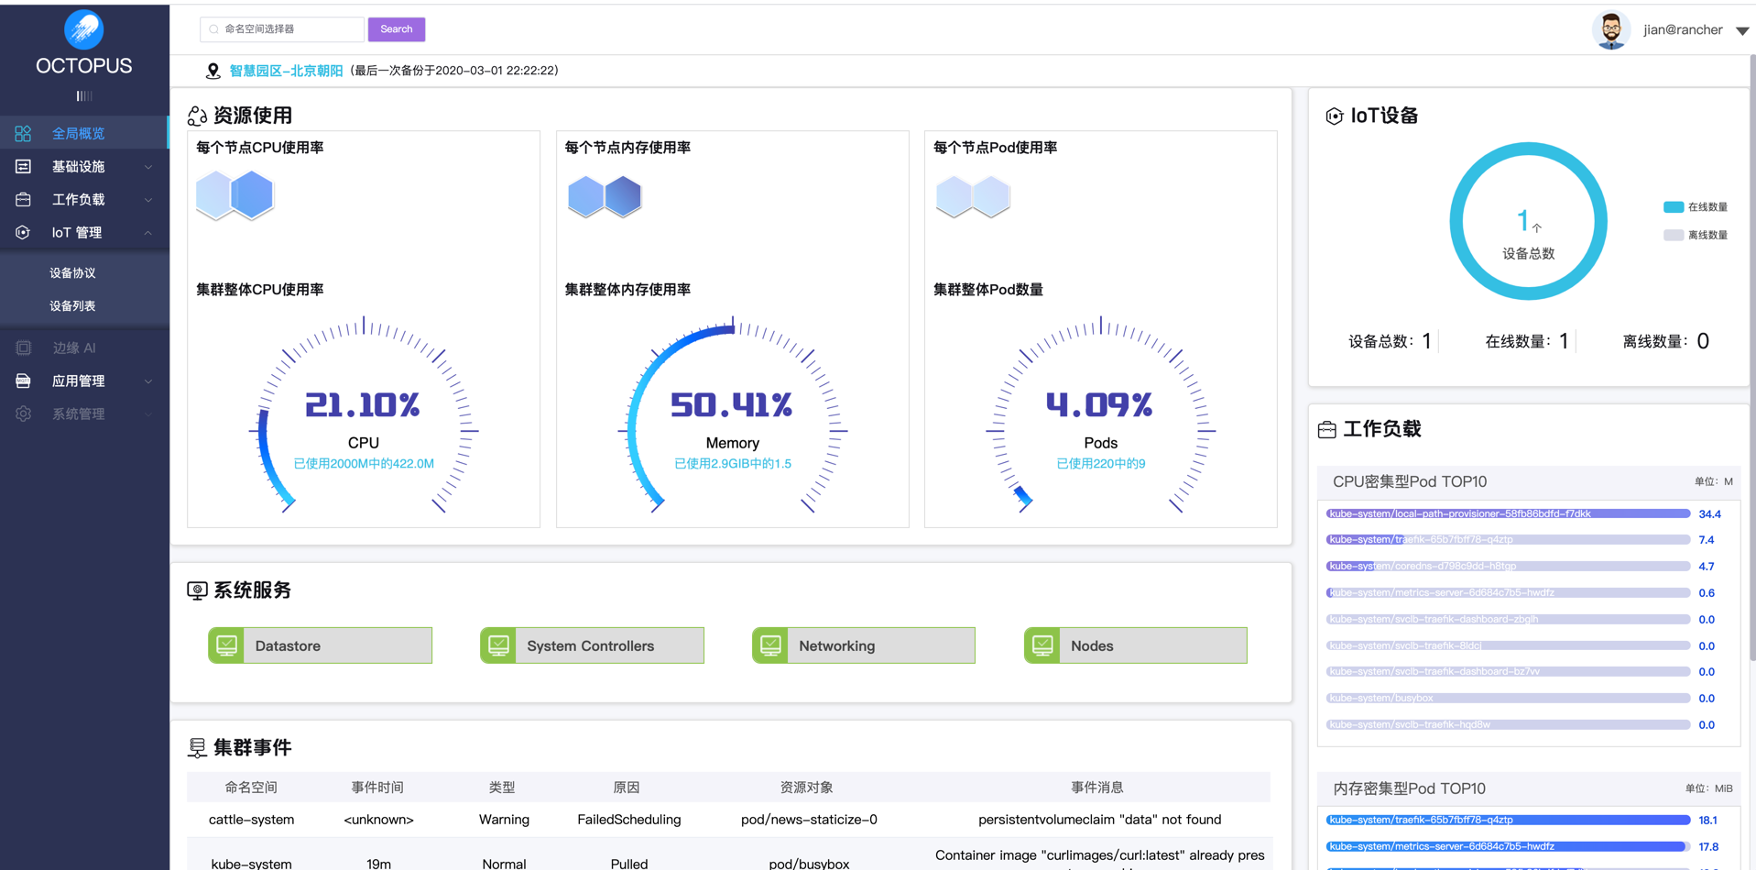 OCTOPUS
全局概览
基础设施
工作负载
IoT 管理
设备协议
设备列表
边缘 AI
应用管理
系统管理
命名空间选择器
Search
jian@rancher
智慧园区-北京朝阳 (最后一次备份于2020-03-01 22:22:22)
资源使用
每个节点CPU使用率
集群整体CPU使用率
21.10%
CPU
已使用2000M中的422.0M
每个节点内存使用率
集群整体内存使用率
50.41%
Memory
已使用2.9GIB中的1.5
每个节点Pod使用率
集群整体Pod数量
4.09%
Pods
已使用220中的9
系统服务
Datastore
System Controllers
Networking
Nodes
集群事件
命名空间 事件时间 类型 原因 资源对象 事件消息
cattle-system <unknown> Warning FailedScheduling pod/news-staticize-0 persistentvolumeclaim "data" not found
kube-system 19m Normal Pulled pod/busybox Container image "curlimages/curl:latest" already pres
IoT设备
1个
设备总数
在线数量
离线数量
设备总数: 1
在线数量: 1
离线数量: 0
工作负载
CPU密集型Pod TOP10 单位: M
kube-system/local-path-provisioner-58fb86bdfd-f7dkk 34.4
kube-system/traefik-65b7fbff78-q4ztp 7.4
kube-system/coredns-d798c9dd-h8tgp 4.7
kube-system/metrics-server-6d684c7b5-hwdfz 0.6
kube-system/svclb-traefik-dashboard-zbglh 0.0
kube-system/svclb-traefik-8ldcl 0.0
kube-system/svclb-traefik-dashboard-bz7vv 0.0
kube-system/busybox 0.0
kube-system/svclb-traefik-hqd8w 0.0
内存密集型Pod TOP10 单位: MiB
kube-system/traefik-65b7fbff78-q4ztp 18.1
kube-system/metrics-server-6d684c7b5-hwdfz 17.8